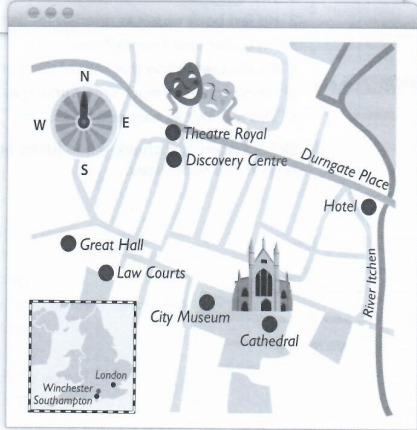 N
W
E
S
Theatre Royal
Discovery Centre
Durngate Place
Hotel
Great Hall
River Itchen
Law Courts
City Museum
Cathedral
London
Winchester
Southampton